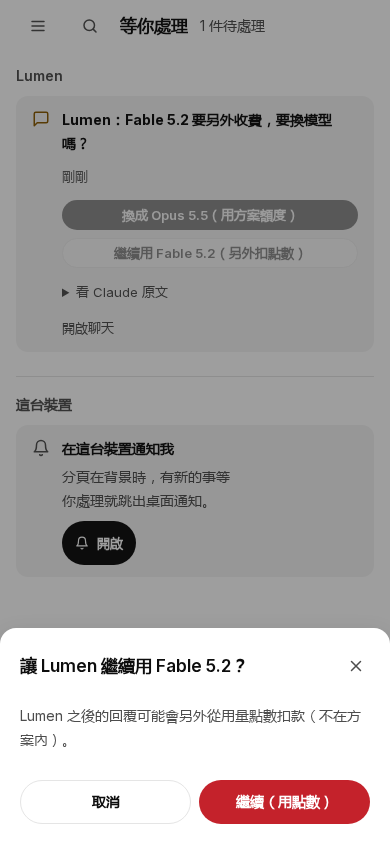 等你處理 1 件待處理
Lumen
Lumen：Fable 5.2 要另外收費，要換模型
嗎？
剛剛
換成 Opus 5.5（用方案額度）
繼續用 Fable 5.2（另外扣點數）
▶ 看 Claude 原文
開啟聊天
這台裝置
在這台裝置通知我
分頁在背景時，有新的事等
你處理就跳出桌面通知。
開啟
讓 Lumen 繼續用 Fable 5.2？
Lumen 之後的回覆可能會另外從用量點數扣款（不在方
案內）。
取消
繼續（用點數）